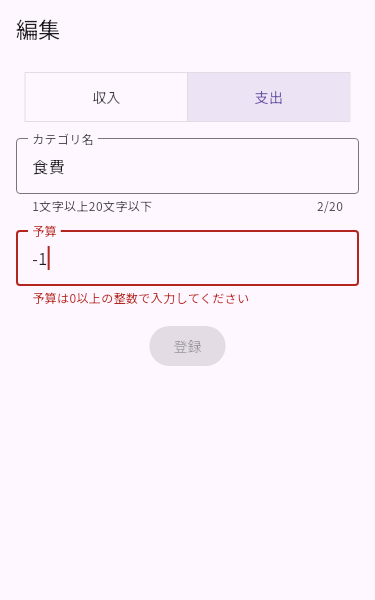 編集
収入
支出
カテゴリ名
食費
1文字以上20文字以下
2/20
予算
-1
予算は0以上の整数で入力してください
登録